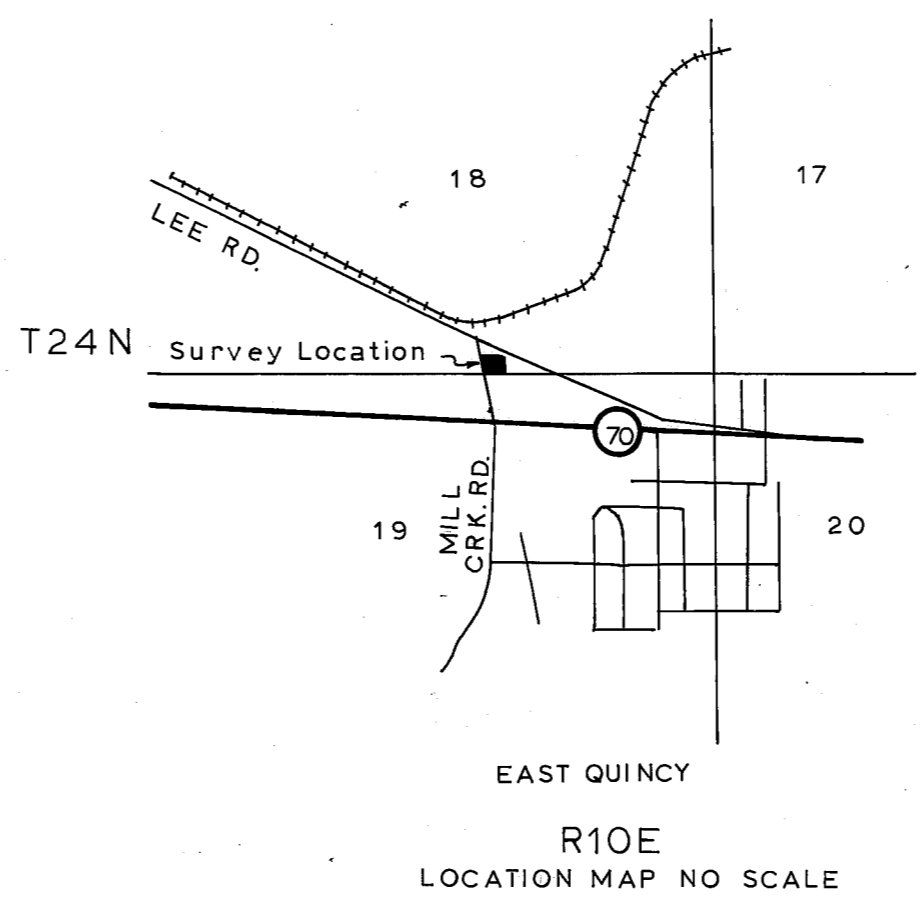 18
17
LEE RD.
T24N
Survey Location
70
19
MILL
CRK. RD.
20
EAST QUINCY
R10E
LOCATION MAP NO SCALE